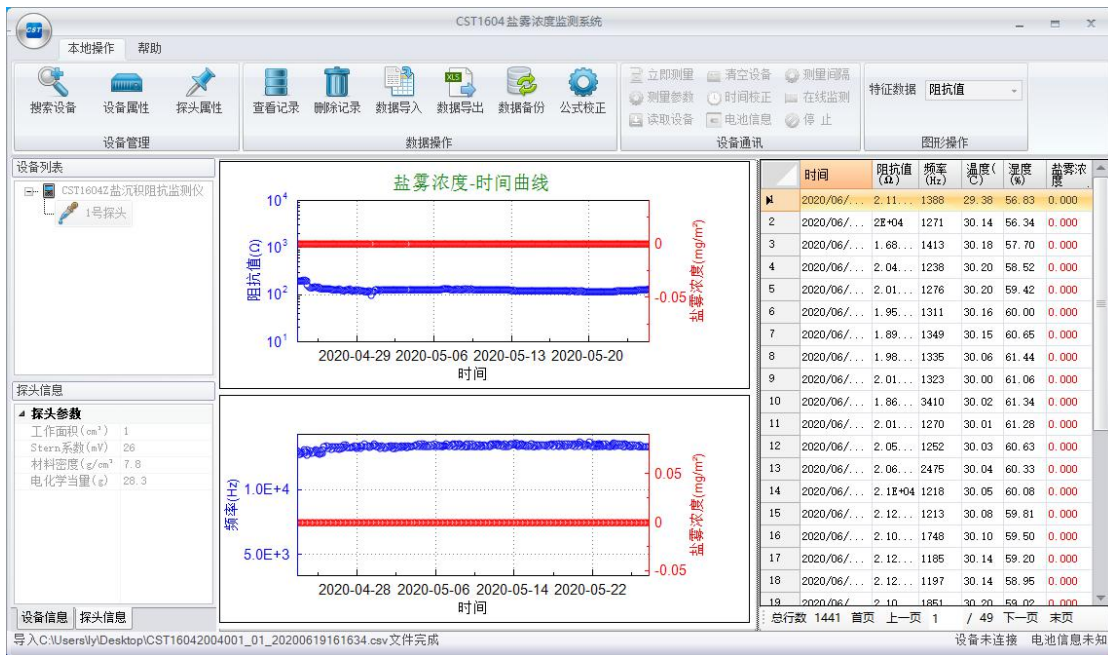 CST1604盐雾浓度监测系统
CST
本地操作 帮助
搜索设备 设备属性 探头属性
设备管理
查看记录 删除记录 数据导入 数据导出 数据备份 公式校正
XLS
数据操作
立即测量 清空设备 测量间隔
测量参数 时间校正 在线监测
读取设备 电池信息 停 止
设备通讯
特征数据 阻抗值
图形操作
设备列表
CST1604Z盐沉积阻抗监测仪
1号探头
探头信息
探头参数
工作面积(cm²) 1
Stern系数(mV) 26
材料密度(g/cm³ 7.8
电化学当量(g) 28.3
设备信息 探头信息
盐雾浓度-时间曲线
阻抗值(Ω)
10⁴
10³
10²
10¹
0
-0.05
盐雾浓度(mg/m²)
2020-04-29 2020-05-06 2020-05-13 2020-05-20
时间
频率(Hz)
1.0E+4
5.0E+3
0.05
0
-0.05
盐雾浓度(mg/m²)
2020-04-28 2020-05-06 2020-05-14 2020-05-22
时间
时间 阻抗值(Ω) 频率(Hz) 温度(℃) 湿度(%) 盐雾浓度
1 2020/06/... 2.11... 1388 29.38 56.83 0.000
2 2020/06/... 2E+04 1271 30.14 56.34 0.000
3 2020/06/... 1.68... 1413 30.18 57.70 0.000
4 2020/06/... 2.04... 1238 30.20 58.52 0.000
5 2020/06/... 2.01... 1276 30.20 59.42 0.000
6 2020/06/... 1.95... 1311 30.16 60.00 0.000
7 2020/06/... 1.89... 1349 30.15 60.65 0.000
8 2020/06/... 1.98... 1335 30.06 61.44 0.000
9 2020/06/... 2.01... 1323 30.00 61.06 0.000
10 2020/06/... 1.86... 3410 30.02 61.34 0.000
11 2020/06/... 2.01... 1270 30.01 61.28 0.000
12 2020/06/... 2.05... 1252 30.03 60.63 0.000
13 2020/06/... 2.06... 2475 30.04 60.33 0.000
14 2020/06/... 2.1E+04 1218 30.05 60.08 0.000
15 2020/06/... 2.12... 1213 30.08 59.81 0.000
16 2020/06/... 2.10... 1748 30.10 59.50 0.000
17 2020/06/... 2.12... 1185 30.14 59.20 0.000
18 2020/06/... 2.12... 1197 30.14 58.95 0.000
19 2020/06/... 2.10... 1851 30.20 59.02 0.000
总行数 1441 首页 上一页 1 / 49 下一页 末页
导入C:\Users\ly\Desktop\CST16042004001_01_20200619161634.csv文件完成
设备未连接 电池信息未知